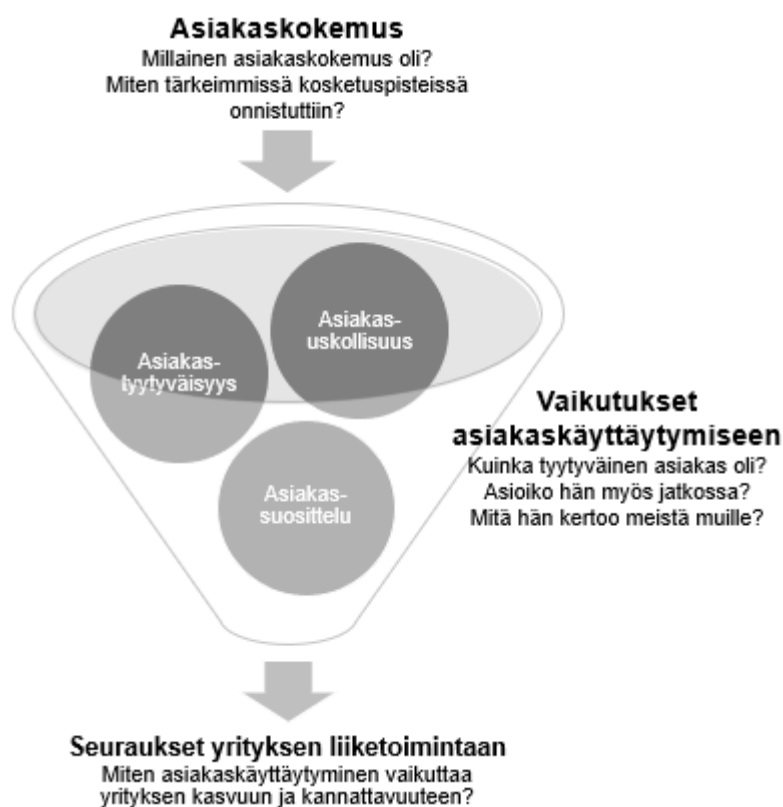 Asiakaskokemus
Millainen asiakaskokemus oli?
Miten tärkeimmissä kosketuspisteissä
onnistuttiin?
Asiakas-
uskollisuus
Asiakas-
tyytyväisyys
Asiakas-
suosittelu
Vaikutukset
asiakaskäyttäytymiseen
Kuinka tyytyväinen asiakas oli?
Asioiko hän myös jatkossa?
Mitä hän kertoo meistä muille?
Seuraukset yrityksen liiketoimintaan
Miten asiakaskäyttäytyminen vaikuttaa
yrityksen kasvuun ja kannattavuuteen?